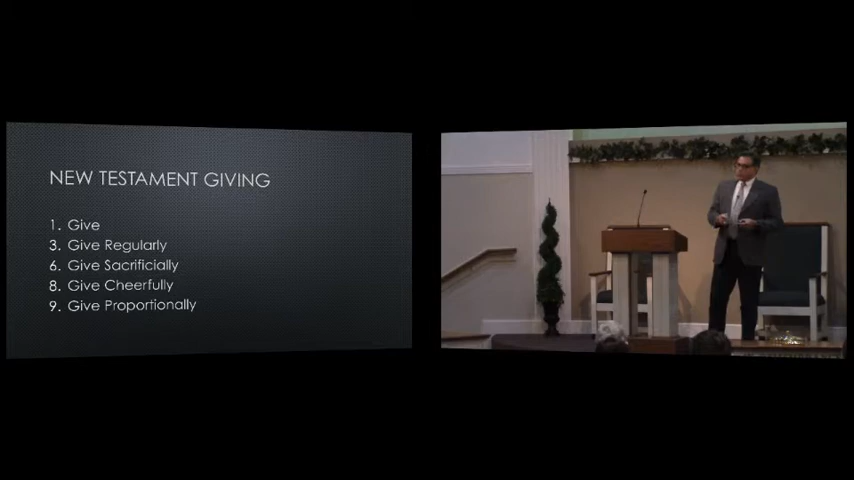 NEW TESTAMENT GIVING
1. Give
3. Give Regularly
6. Give Sacrificially
8. Give Cheerfully
9. Give Proportionally